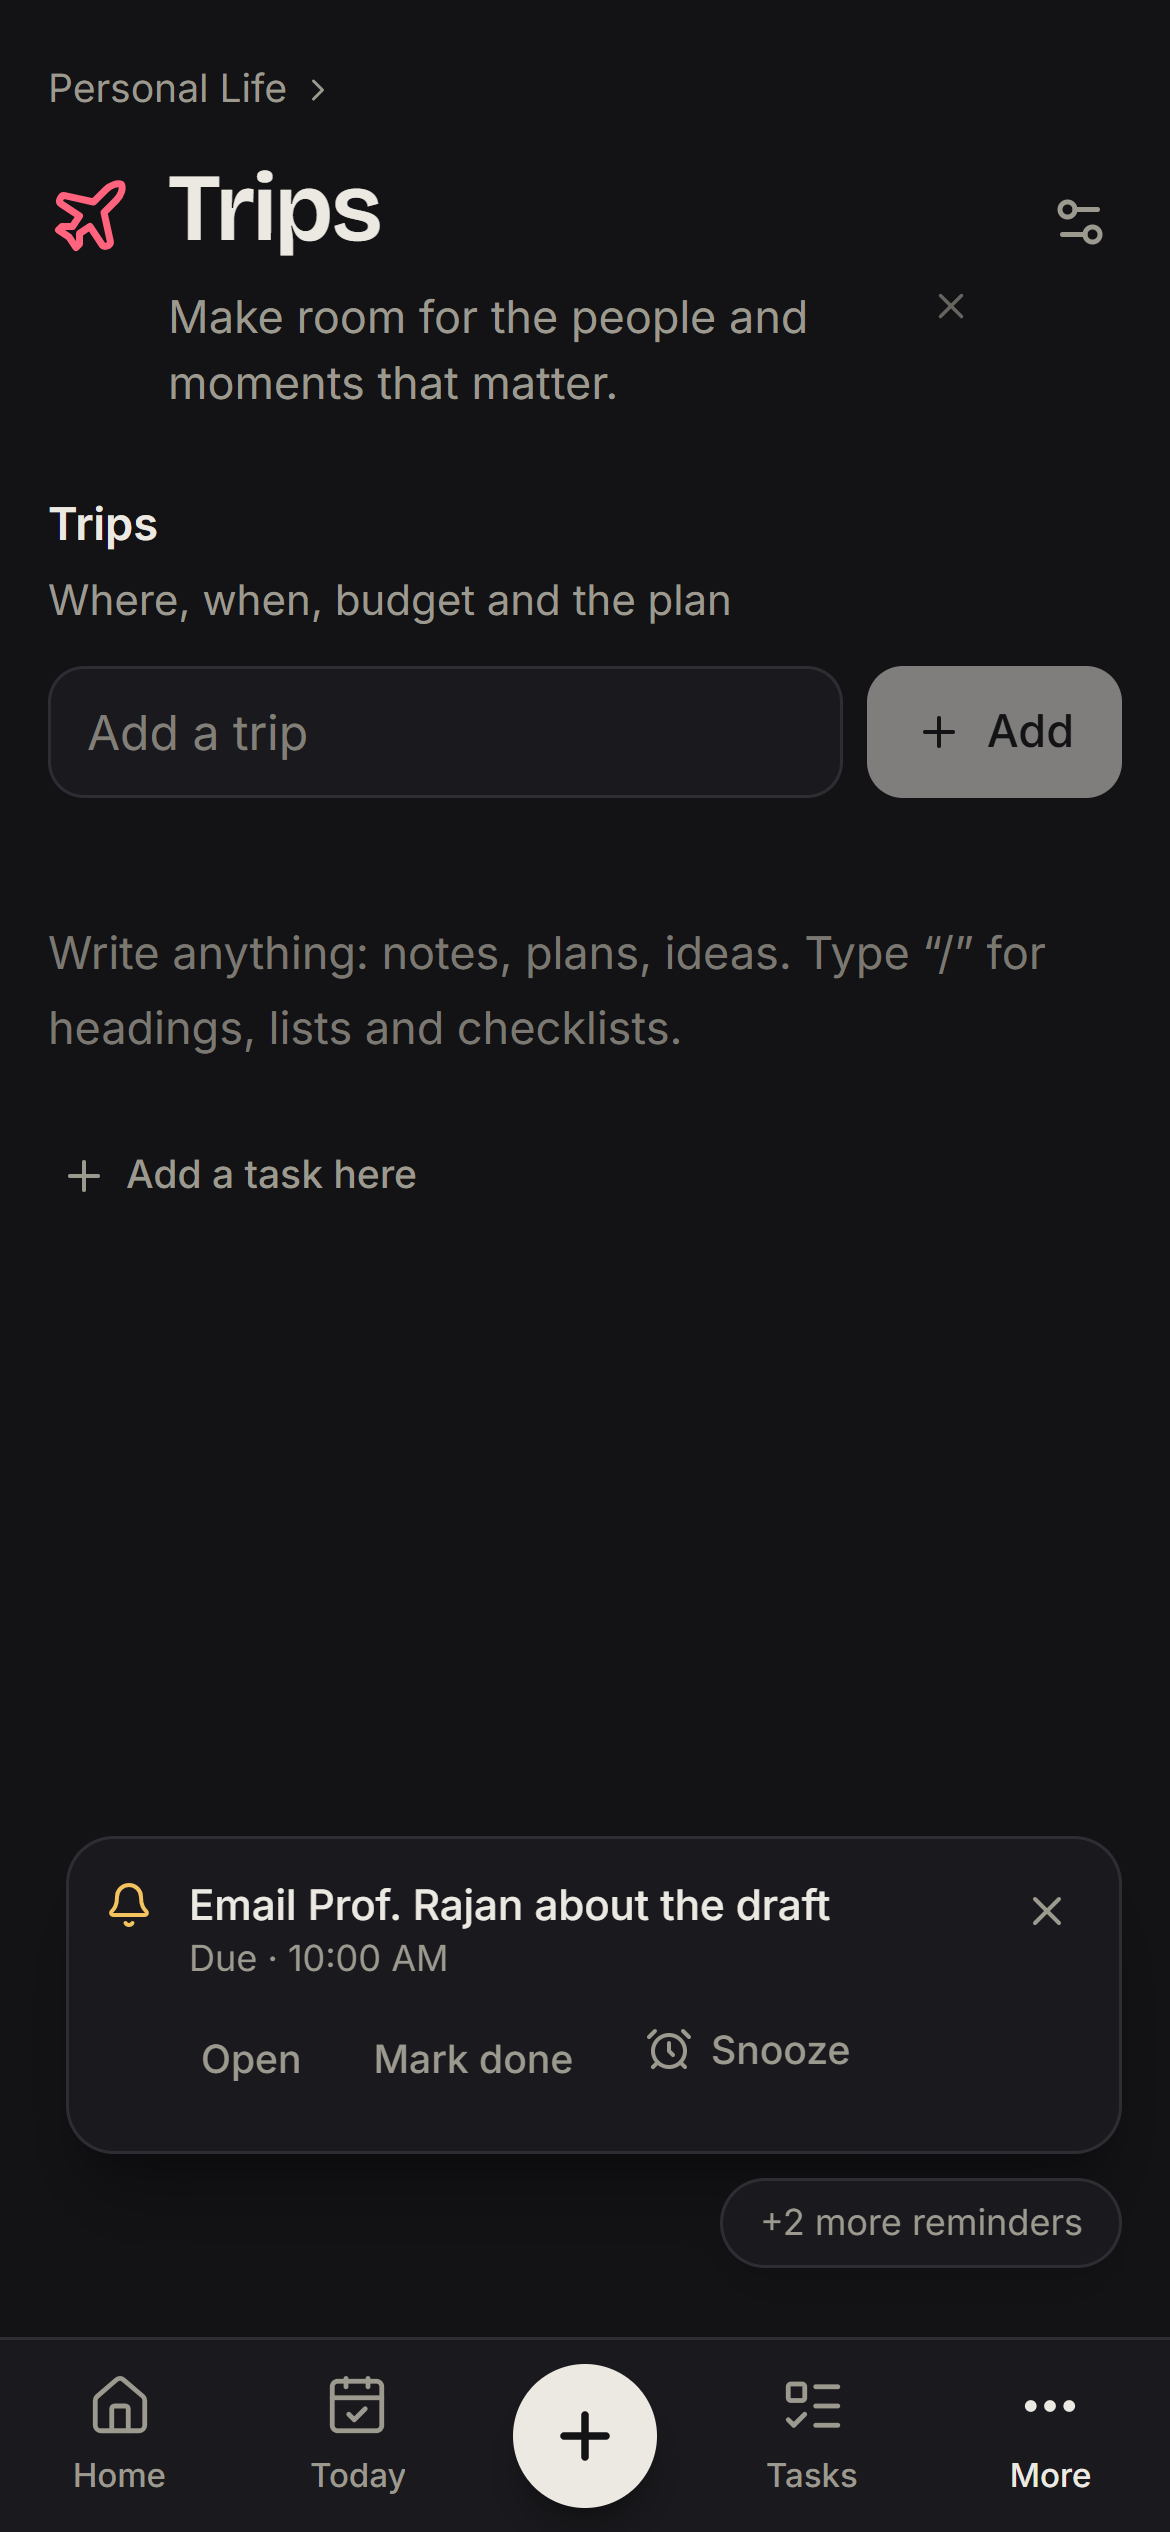 Personal Life
Trips
Make room for the people and
moments that matter.
Trips
Where, when, budget and the plan
Add a trip
Add
Write anything: notes, plans, ideas. Type “/” for
headings, lists and checklists.
Add a task here
Email Prof. Rajan about the draft
Due · 10:00 AM
Open Mark done Snooze
+2 more reminders
Home Today Tasks More